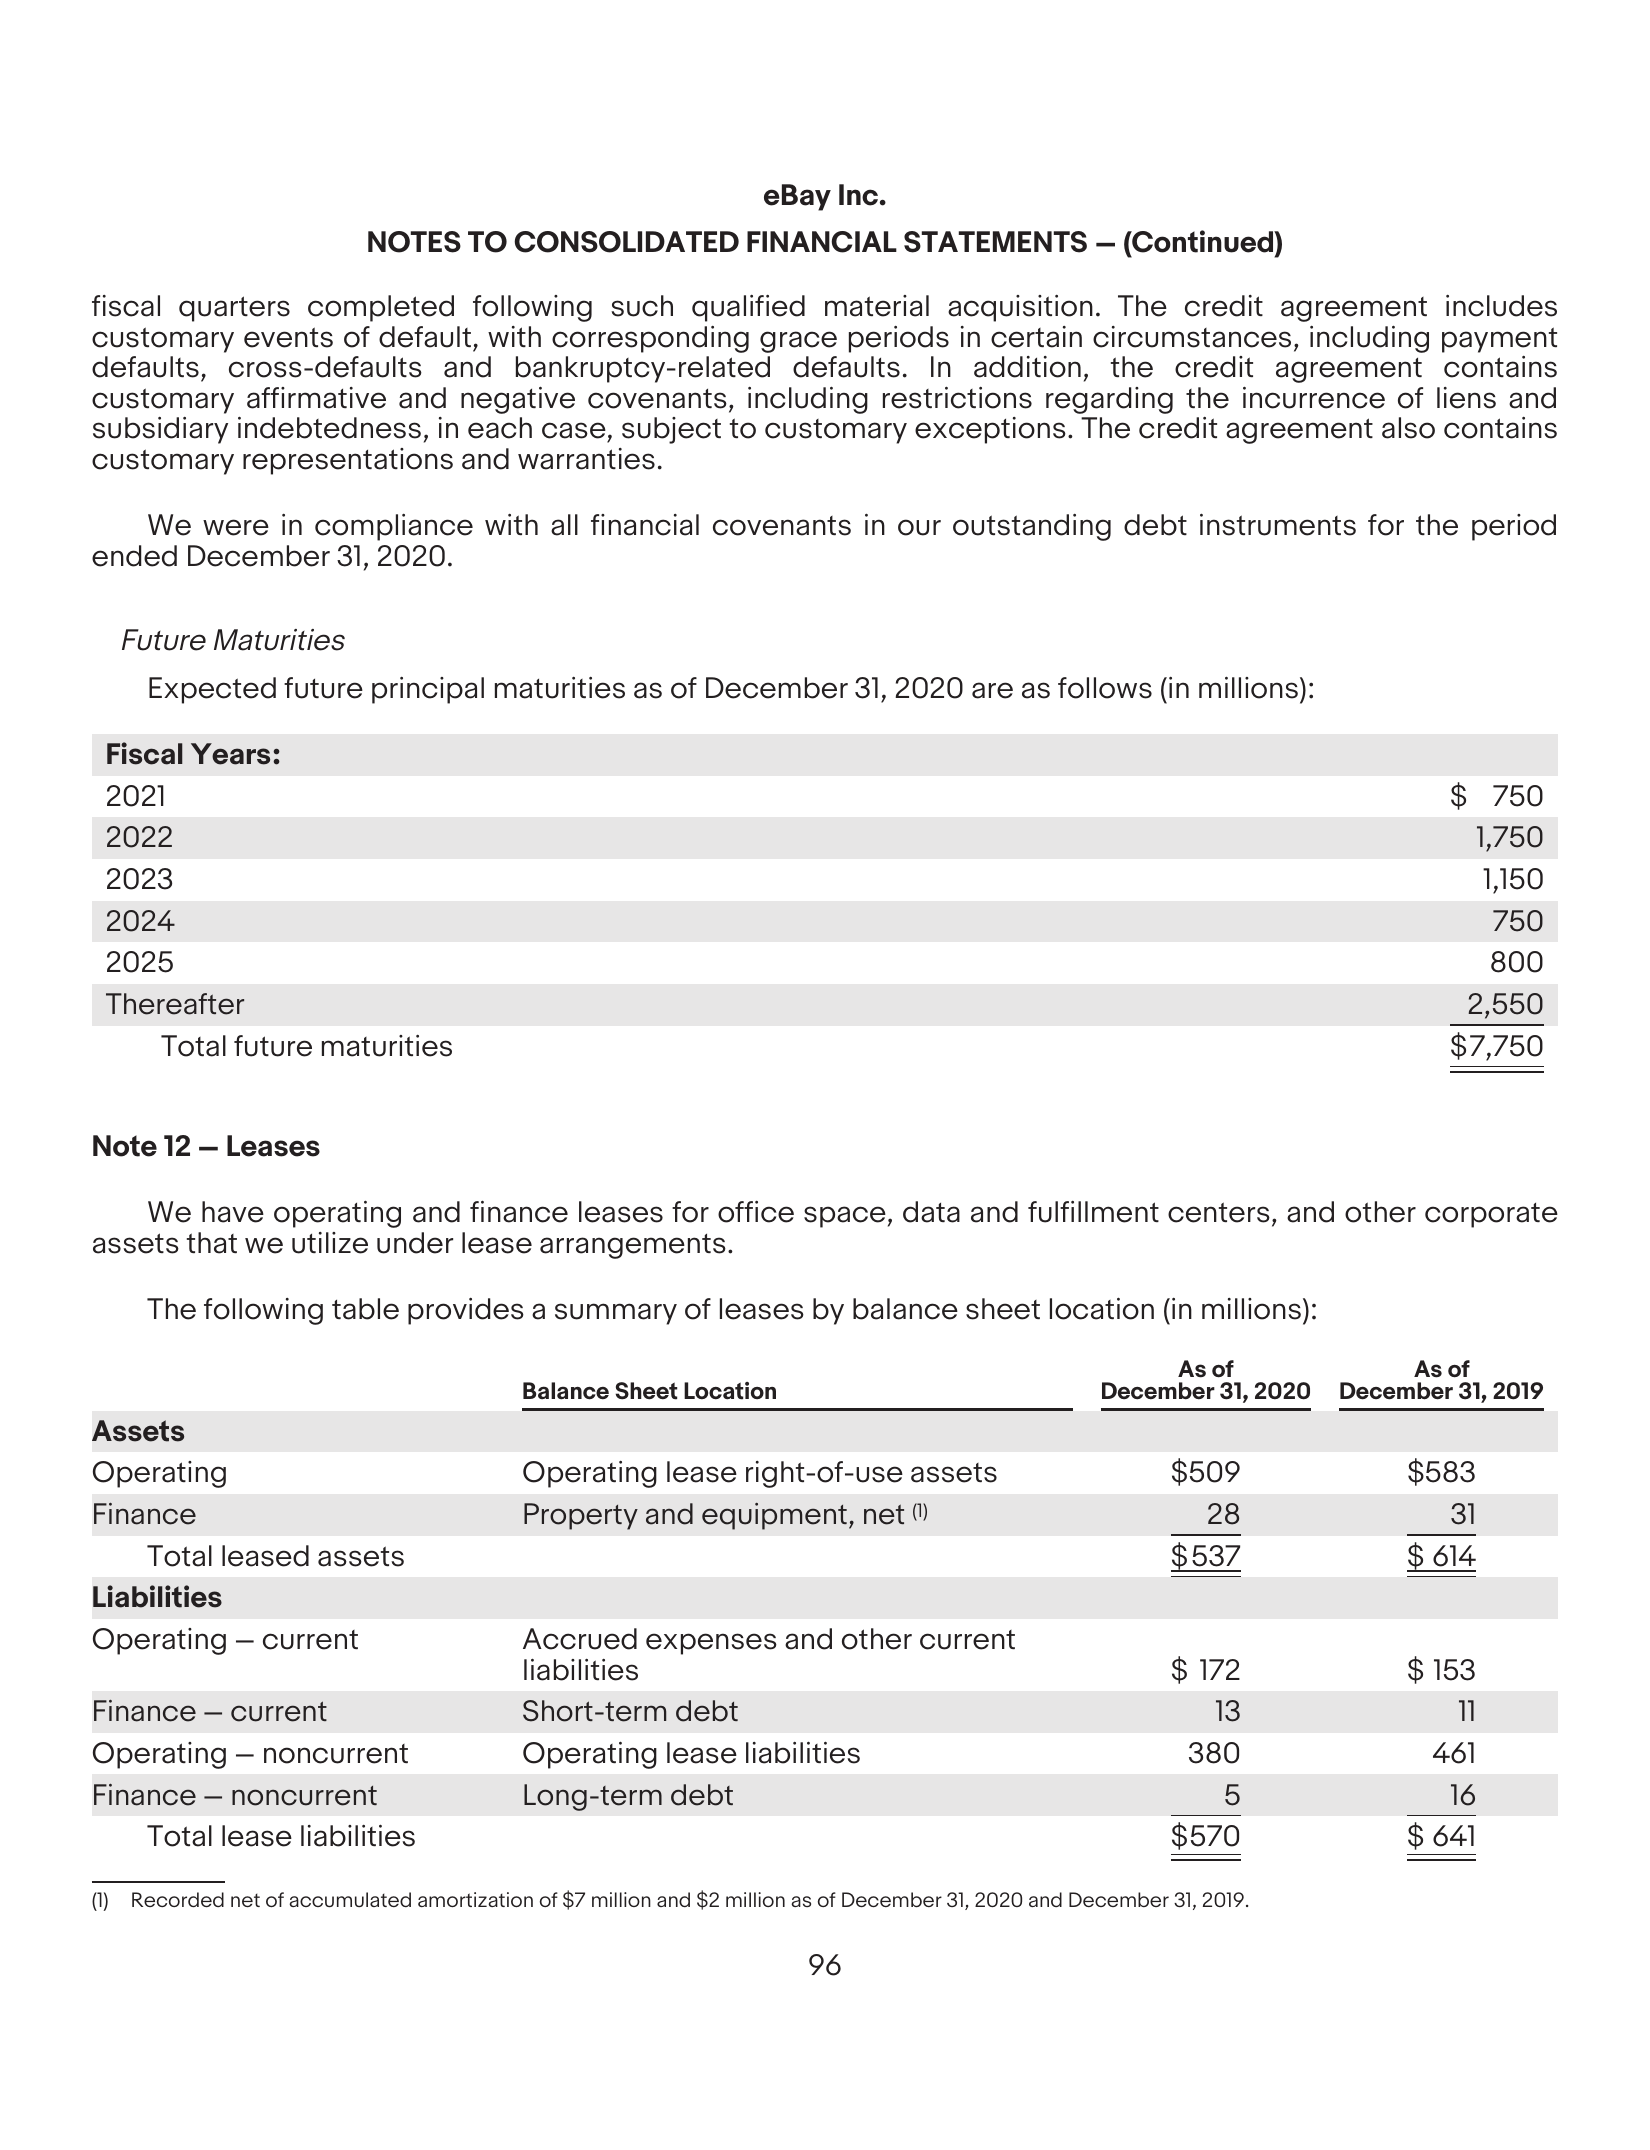 eBay Inc.
NOTES TO CONSOLIDATED FINANCIAL STATEMENTS — (Continued)
fiscal quarters completed following such qualified material acquisition. The credit agreement includes
customary events of default, with corresponding grace periods in certain circumstances, including payment
defaults, cross-defaults and bankruptcy-related defaults. In addition, the credit agreement contains
customary affirmative and negative covenants, including restrictions regarding the incurrence of liens and
subsidiary indebtedness, in each case, subject to customary exceptions. The credit agreement also contains
customary representations and warranties.
We were in compliance with all financial covenants in our outstanding debt instruments for the period
ended December 31, 2020.
Future Maturities
Expected future principal maturities as of December 31, 2020 are as follows (in millions):
Fiscal Years:
2021 $ 750
2022 1,750
2023 1,150
2024 750
2025 800
Thereafter 2,550
Total future maturities $7,750
Note 12 — Leases
We have operating and finance leases for office space, data and fulfillment centers, and other corporate
assets that we utilize under lease arrangements.
The following table provides a summary of leases by balance sheet location (in millions):
As of As of
Balance Sheet Location December 31, 2020 December 31, 2019
Assets
Operating Operating lease right-of-use assets $509 $583
Finance Property and equipment, net (1) 28 31
Total leased assets $537 $ 614
Liabilities
Operating — current Accrued expenses and other current
liabilities $ 172 $ 153
Finance — current Short-term debt 13 11
Operating — noncurrent Operating lease liabilities 380 461
Finance — noncurrent Long-term debt 5 16
Total lease liabilities $570 $ 641
(1) Recorded net of accumulated amortization of $7 million and $2 million as of December 31, 2020 and December 31, 2019.
96